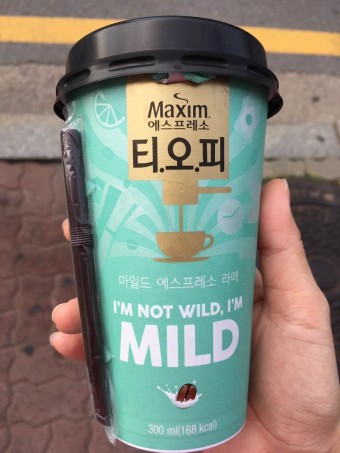 Maxim
에스프레소
티.오.피
마일드 에스프레소 라떼
I'M NOT WILD, I'M
MILD
300 ml(168 kcal)